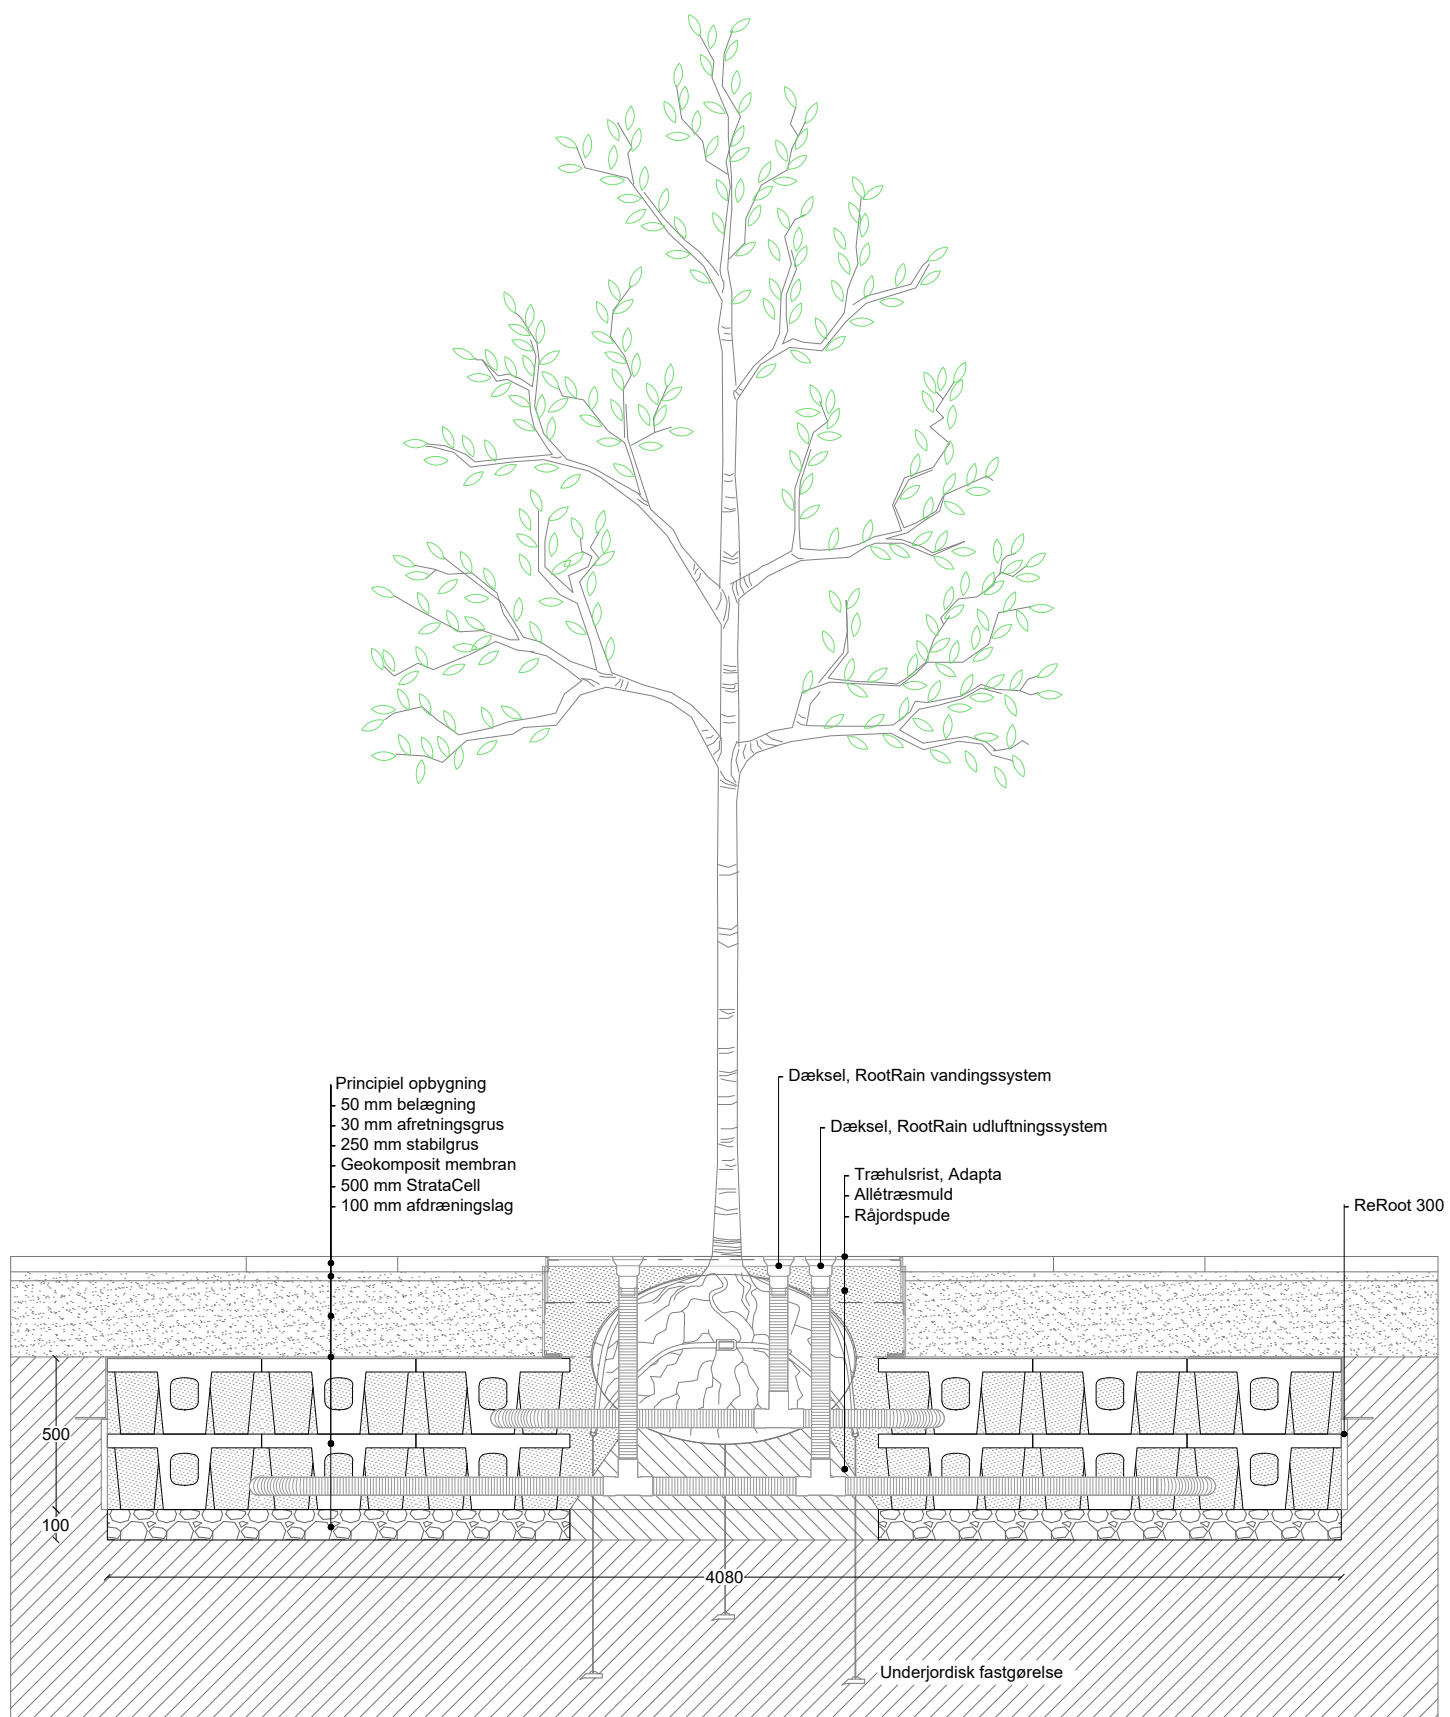 Principiel opbygning
50 mm belægning
30 mm afretningsgrus
250 mm stabilgrus
Geokomposit membran
500 mm StrataCell
100 mm afdræningslag
Dæksel, RootRain vandingssystem
Dæksel, RootRain udluftningssystem
Træhulsrist, Adapta
Allétræsmuld
Råjordspude
ReRoot 300
500
100
4080
Underjordisk fastgørelse